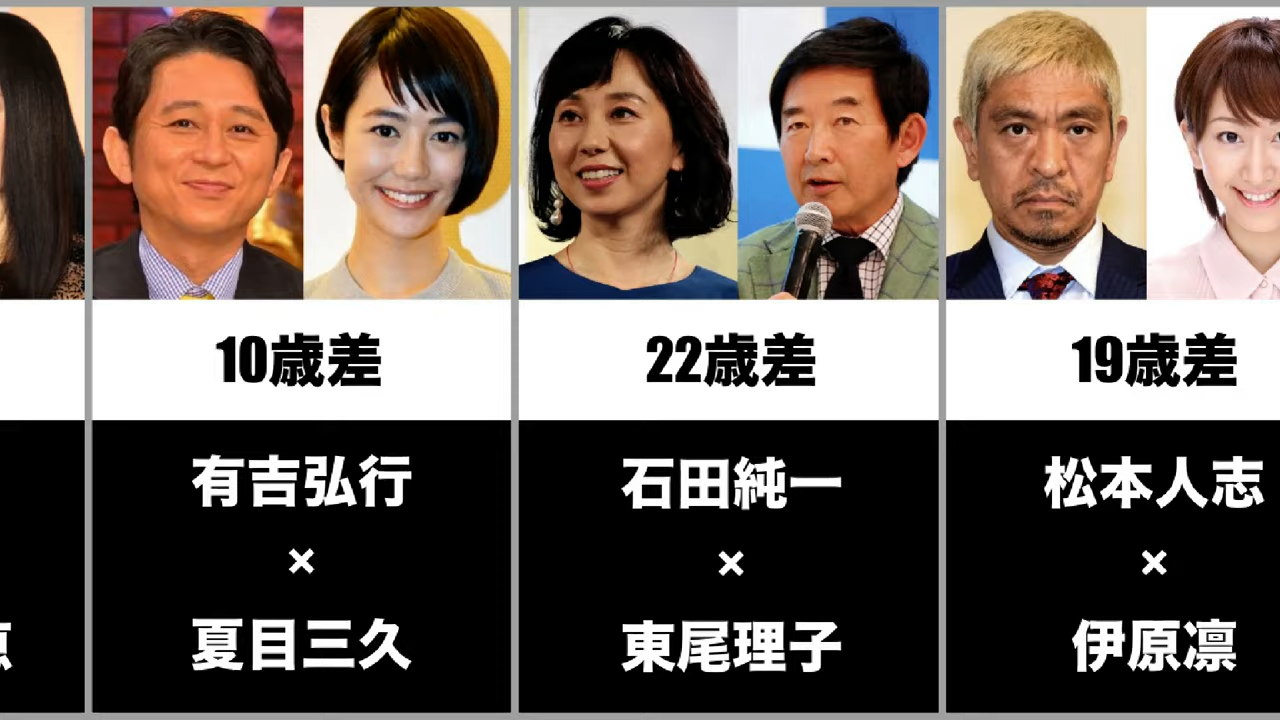 10歳差
有吉弘行
×
夏目三久
22歳差
石田純一
×
東尾理子
19歳差
松本人志
×
伊原凛